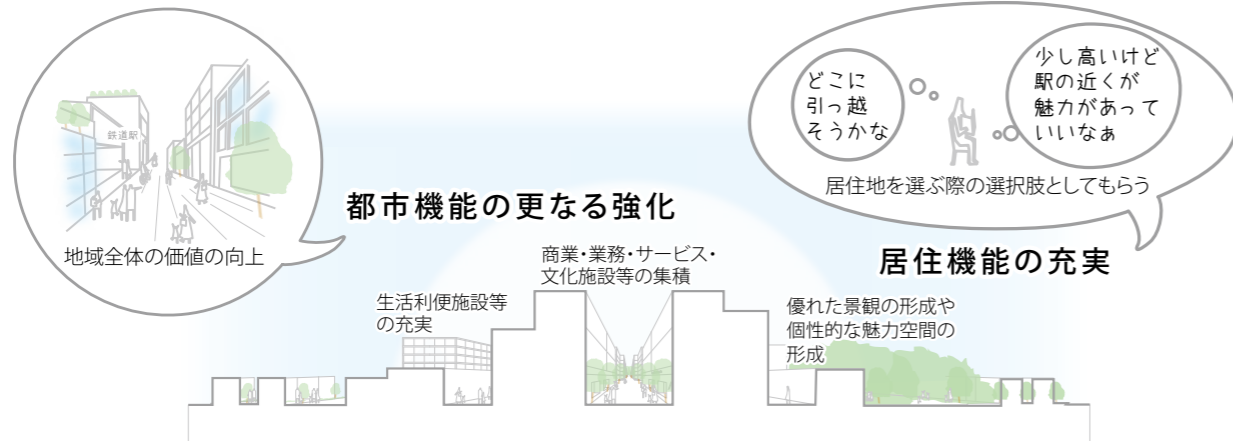 鉄道駅
地域全体の価値の向上
どこに
引っ越
そうかな
少し高いけど
駅の近くが
魅力があって
いいなぁ
居住地を選ぶ際の選択肢としてもらう
都市機能の更なる強化
居住機能の充実
商業・業務・サービス・
文化施設等の集積
生活利便施設等
の充実
優れた景観の形成や
個性的な魅力空間の
形成